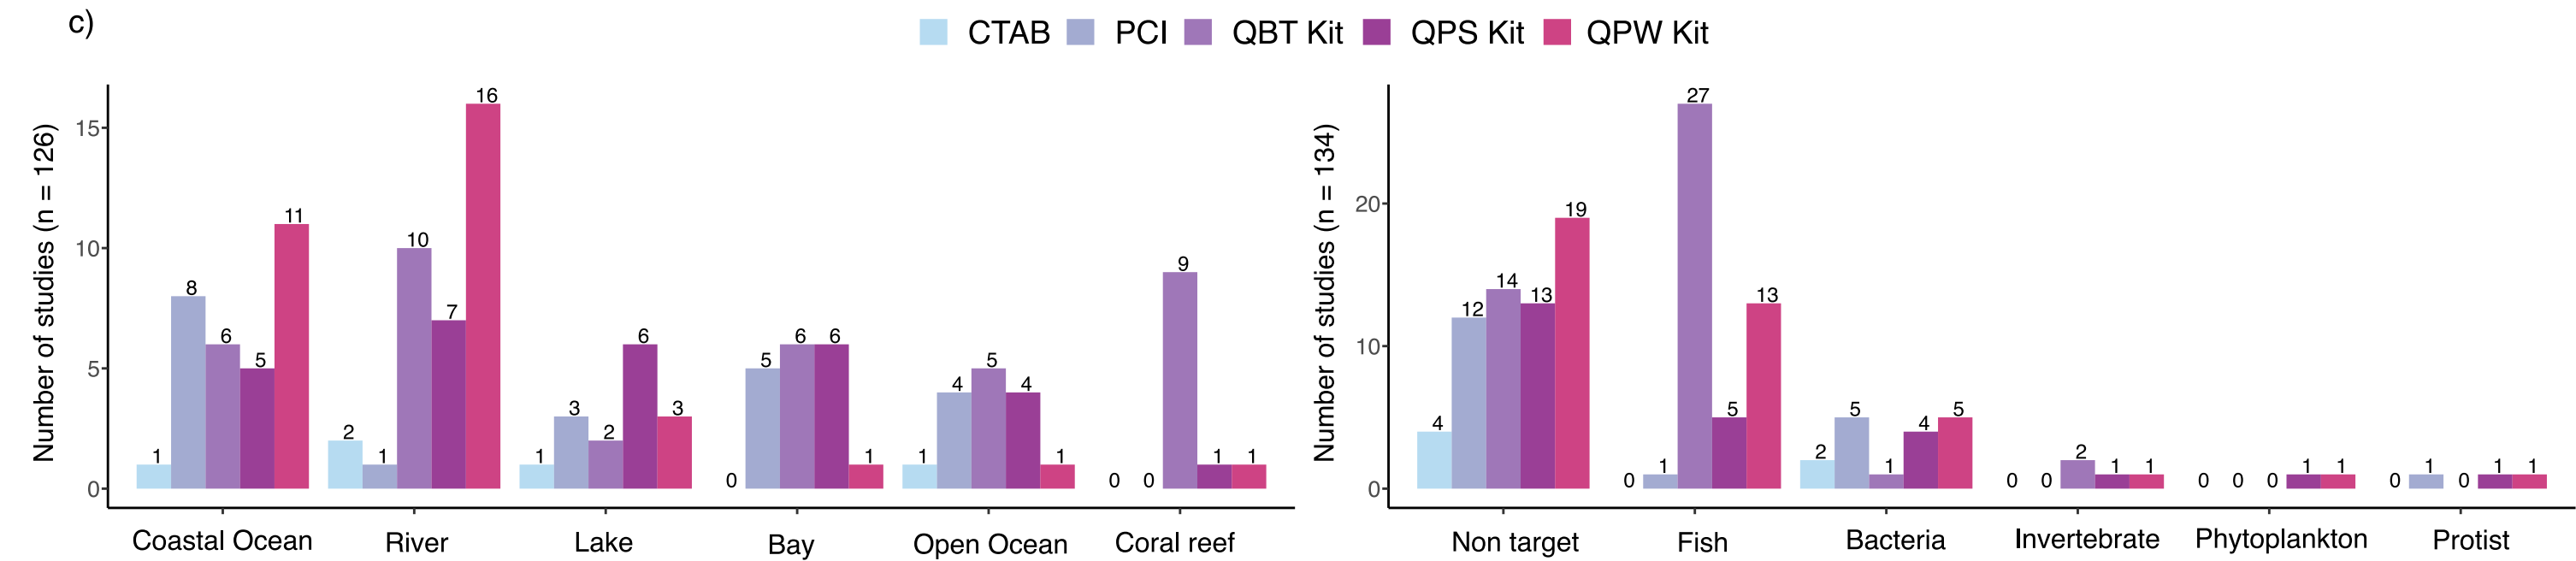 c)
CTAB PCI QBT Kit QPS Kit QPW Kit
Number of studies (n = 126)
15
10
5
0
1 8 6 5 11
2 1 10 7 16
1 3 2 6 3
0 5 6 6 1
1 4 5 4 1
0 0 9 1 1
Coastal Ocean River Lake Bay Open Ocean Coral reef
Number of studies (n = 134)
20
10
0
4 12 14 13 19
0 1 27 5 13
2 5 1 4 5
0 0 2 1 1
0 0 0 1 1
0 1 0 1 1
Non target Fish Bacteria Invertebrate Phytoplankton Protist